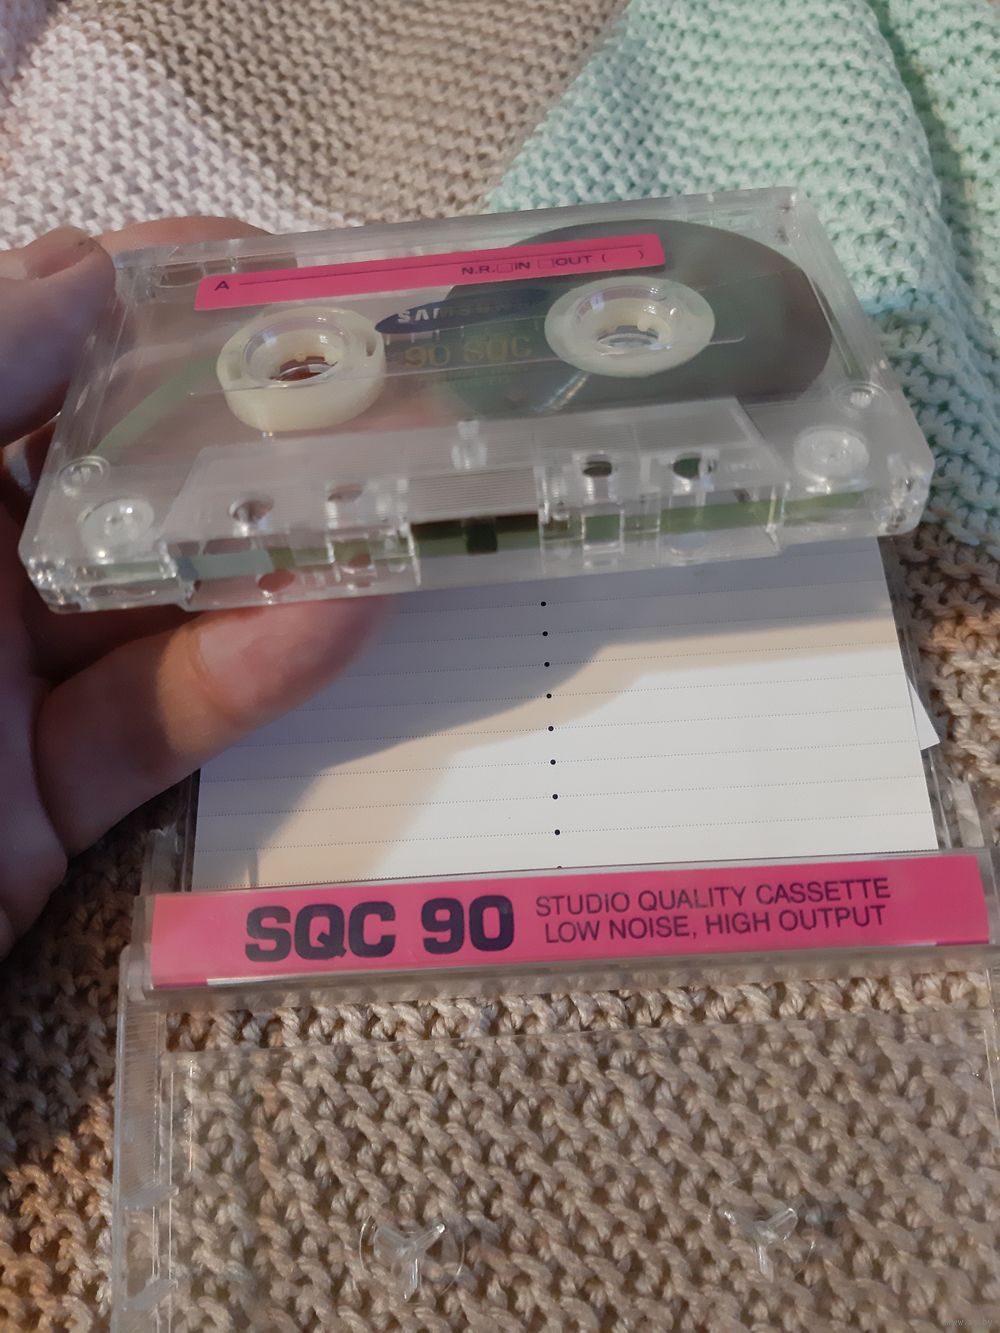 A
N.R. IN OUT ( )
SAMSUNG
90 SQC
SQC 90
STUDIO QUALITY CASSETTE
LOW NOISE, HIGH OUTPUT